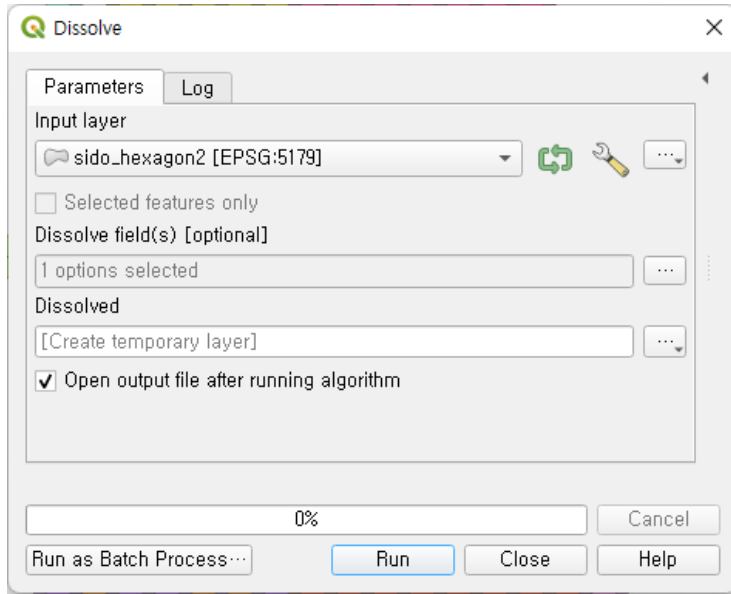 Dissolve
Parameters
Log
Input layer
sido_hexagon2 [EPSG:5179]
Selected features only
Dissolve field(s) [optional]
1 options selected
Dissolved
[Create temporary layer]
Open output file after running algorithm
0%
Cancel
Run as Batch Process…
Run
Close
Help